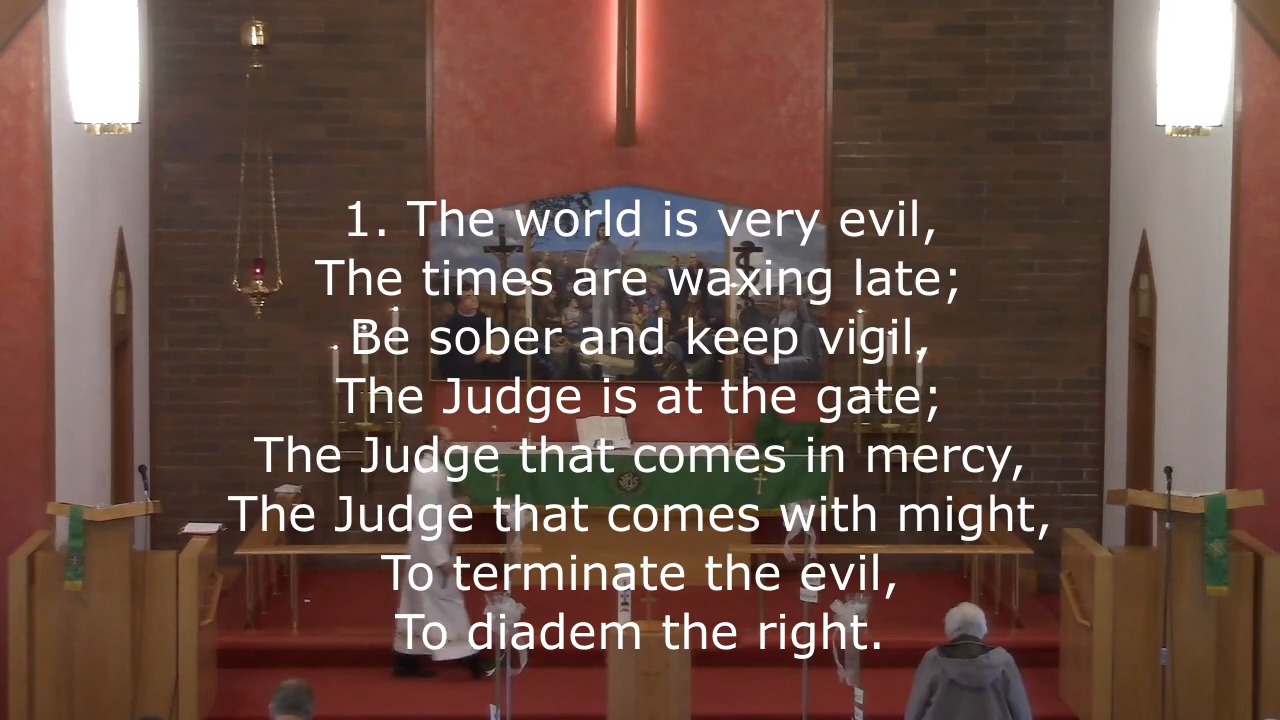 1. The world is very evil,
The times are waxing late;
Be sober and keep vigil,
The Judge is at the gate;
The Judge that comes in mercy,
The Judge that comes with might,
To terminate the evil,
To diadem the right.